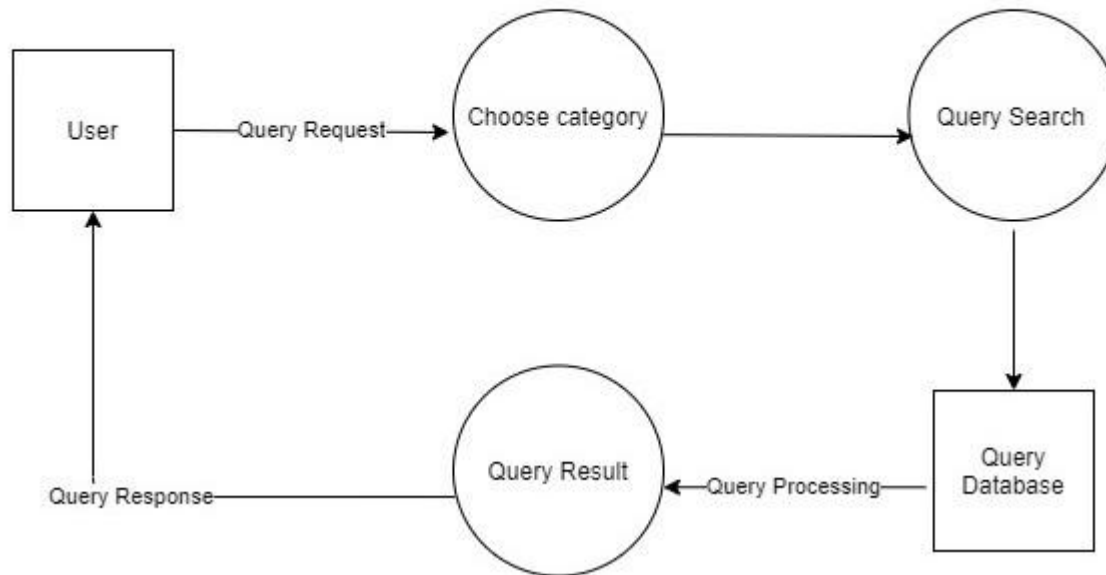 User
Query Request
Choose category
Query Search
Query
Database
Query Processing
Query Result
Query Response